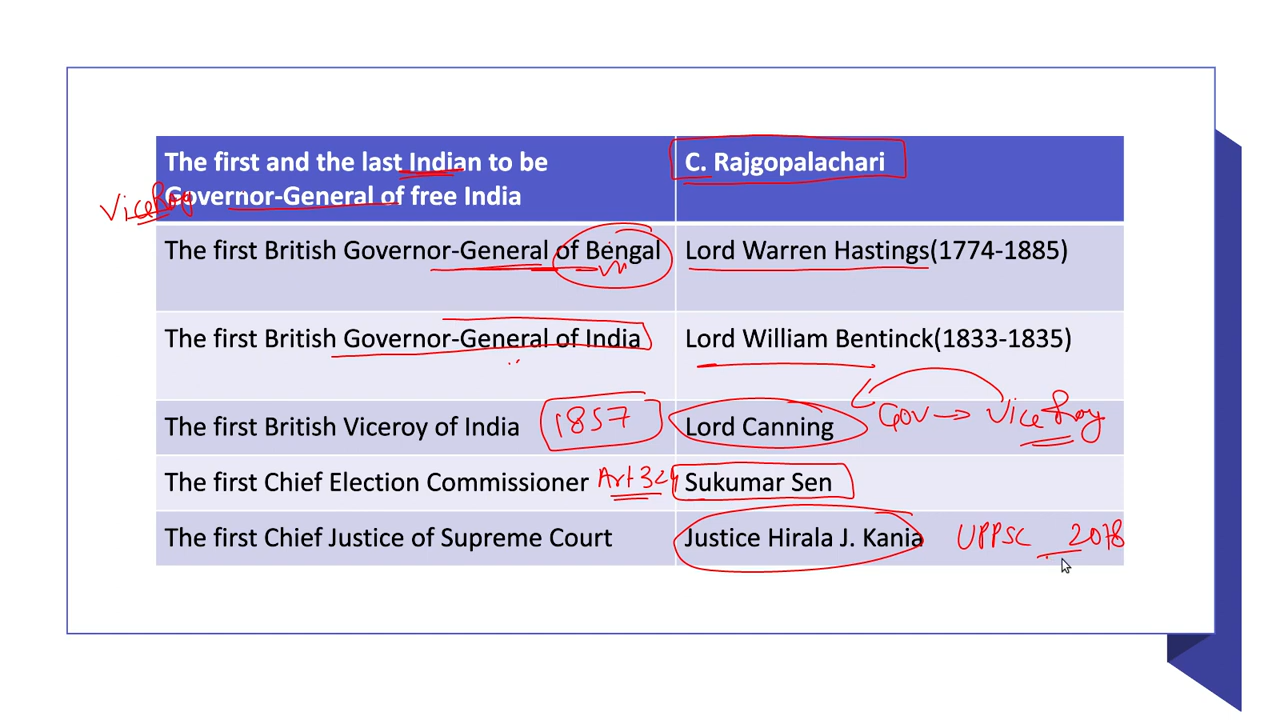 The first and the last Indian to be C. Rajgopalachari
Governor-General of free India
ViceRoy
The first British Governor-General of Bengal Lord Warren Hastings(1774-1885)
The first British Governor-General of India Lord William Bentinck(1833-1835)
The first British Viceroy of India 1857 Lord Canning Gov → ViceRoy
The first Chief Election Commissioner Art 324 Sukumar Sen
The first Chief Justice of Supreme Court Justice Hirala J. Kania UPPSC 2018